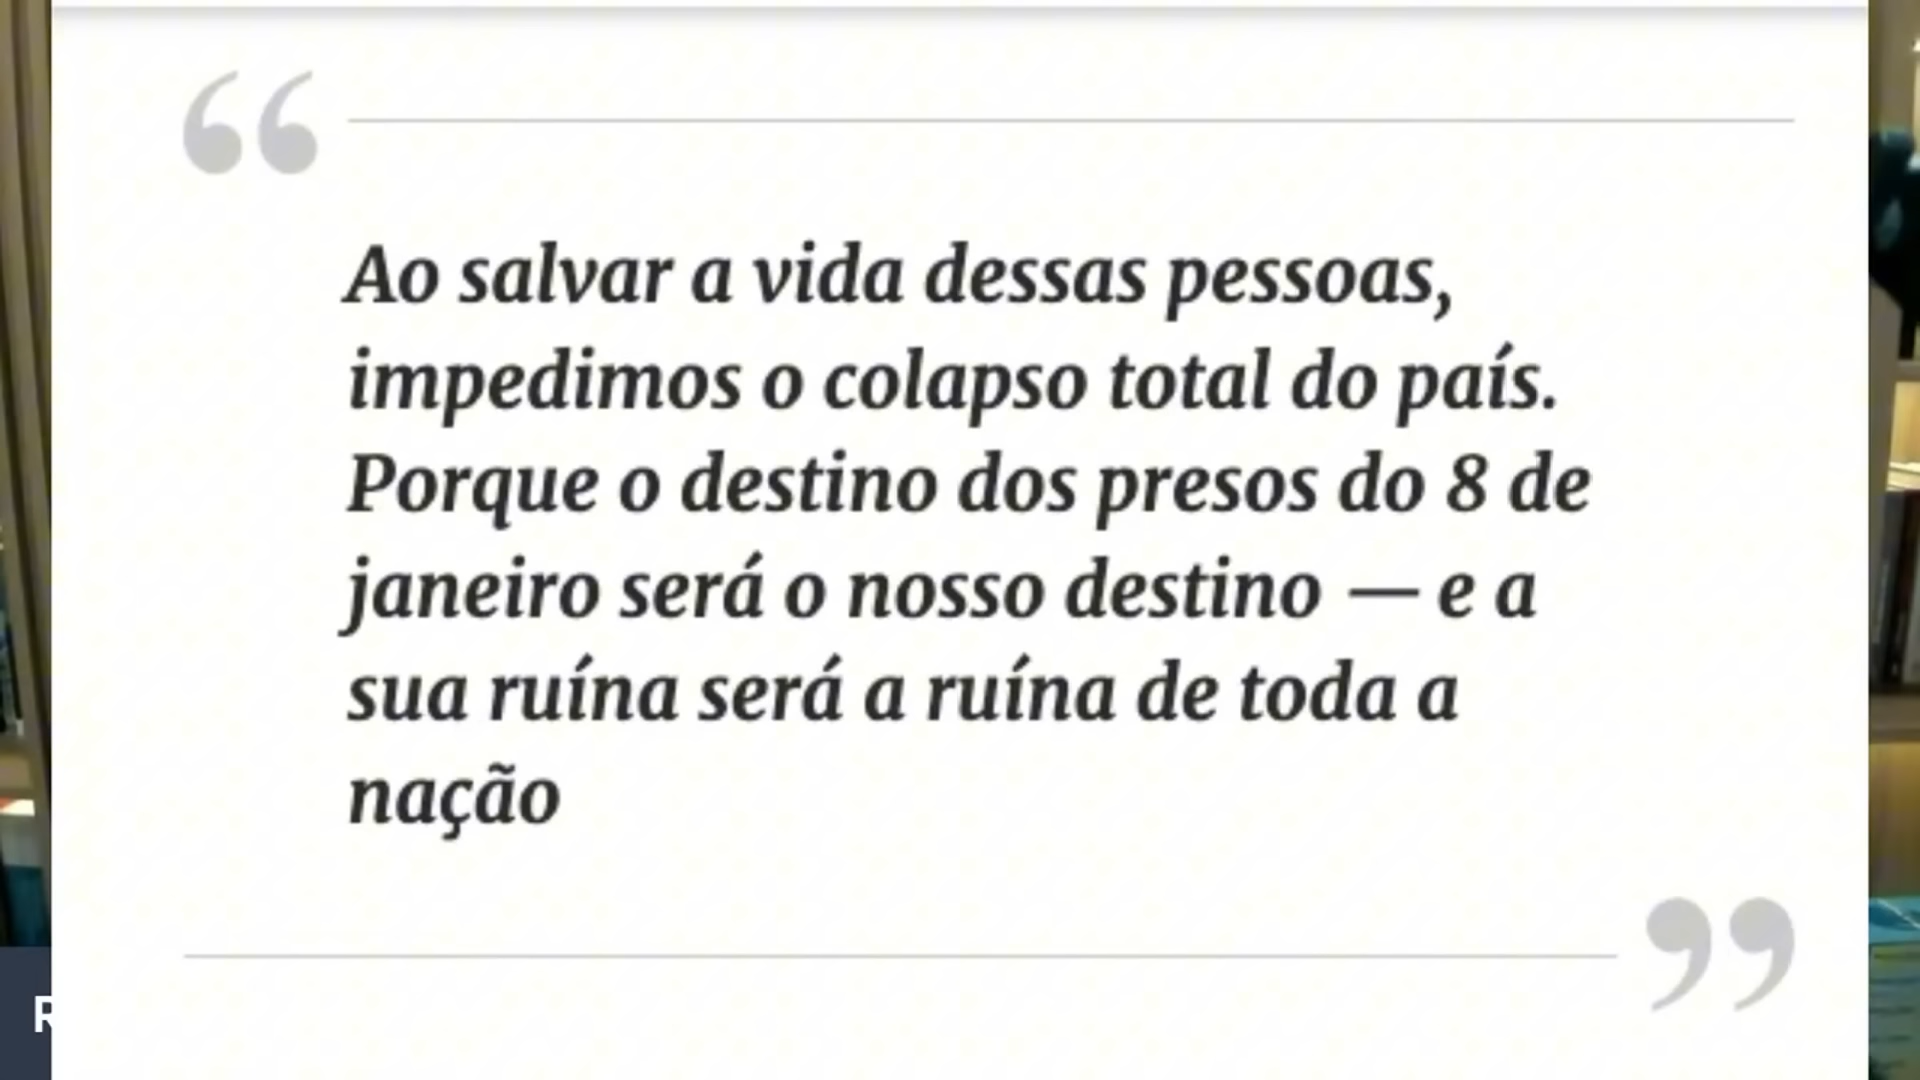 Ao salvar a vida dessas pessoas,
impedimos o colapso total do país.
Porque o destino dos presos do 8 de
janeiro será o nosso destino — e a
sua ruína será a ruína de toda a
nação
R